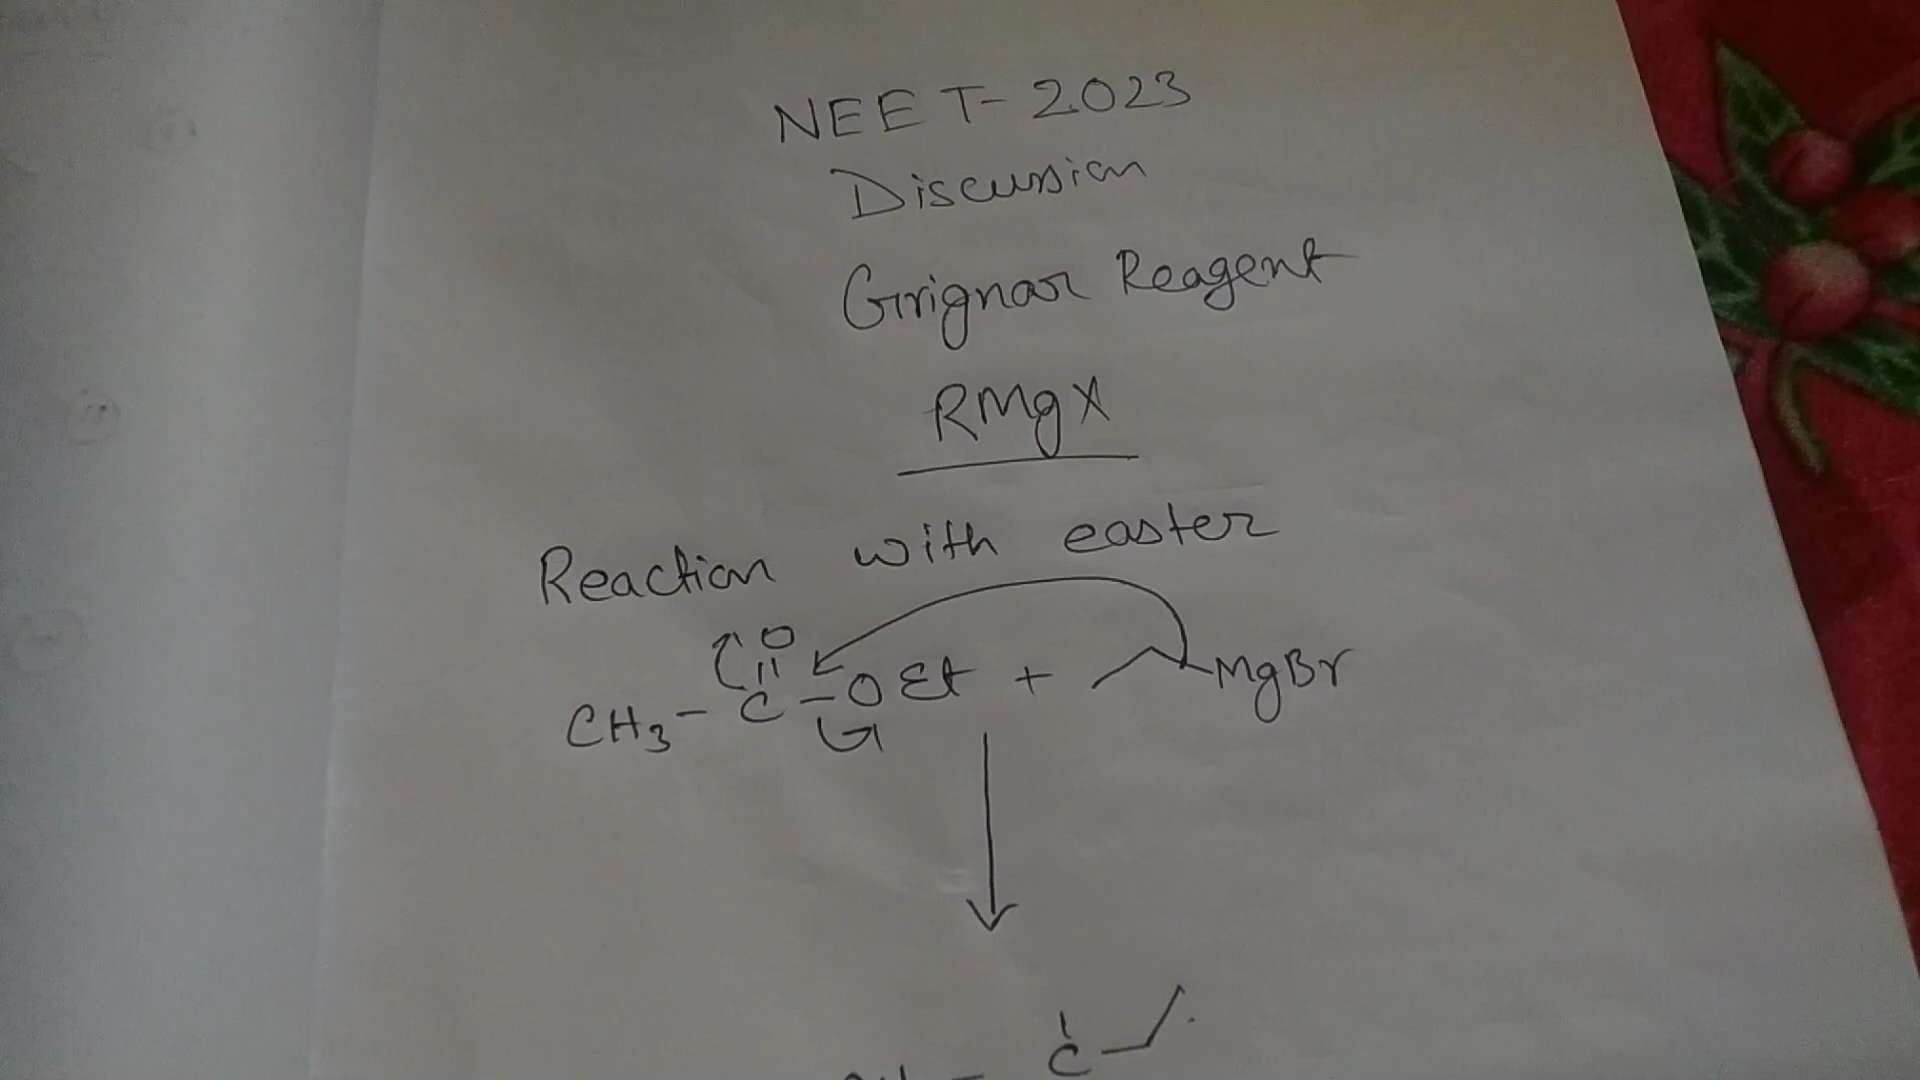 NEET-2023
Discussion
Grignar Reagent
RMgX
Reaction with easter
O
CH3-C-OEt + MgBr
C